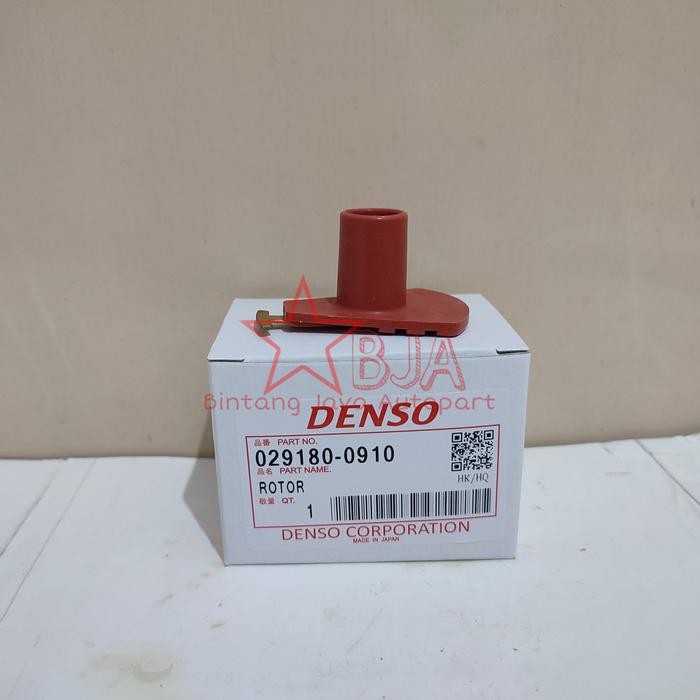 BJA
Bintang Jaya Autopart
DENSO
品番 PART NO.
029180-0910
品名 PART NAME.
ROTOR
HK/HQ
数量 QT.
1
DENSO CORPORATION
MADE IN JAPAN